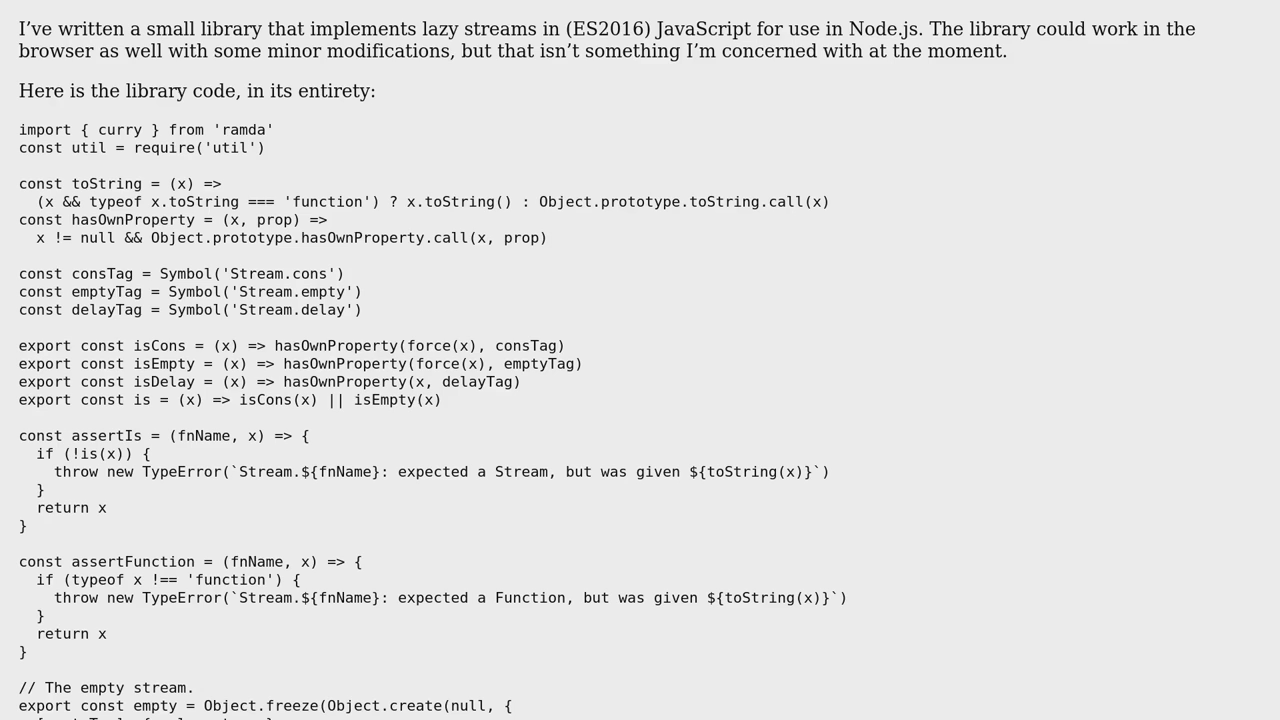 I’ve written a small library that implements lazy streams in (ES2016) JavaScript for use in Node.js. The library could work in the
browser as well with some minor modifications, but that isn’t something I’m concerned with at the moment.
Here is the library code, in its entirety:
import { curry } from 'ramda'
const util = require('util')
const toString = (x) =>
  (x && typeof x.toString === 'function') ? x.toString() : Object.prototype.toString.call(x)
const hasOwnProperty = (x, prop) =>
  x != null && Object.prototype.hasOwnProperty.call(x, prop)
const consTag = Symbol('Stream.cons')
const emptyTag = Symbol('Stream.empty')
const delayTag = Symbol('Stream.delay')
export const isCons = (x) => hasOwnProperty(force(x), consTag)
export const isEmpty = (x) => hasOwnProperty(force(x), emptyTag)
export const isDelay = (x) => hasOwnProperty(x, delayTag)
export const is = (x) => isCons(x) || isEmpty(x)
const assertIs = (fnName, x) => {
  if (!is(x)) {
    throw new TypeError(`Stream.${fnName}: expected a Stream, but was given ${toString(x)}`)
  }
  return x
}
const assertFunction = (fnName, x) => {
  if (typeof x !== 'function') {
    throw new TypeError(`Stream.${fnName}: expected a Function, but was given ${toString(x)}`)
  }
  return x
}
// The empty stream.
export const empty = Object.freeze(Object.create(null, {